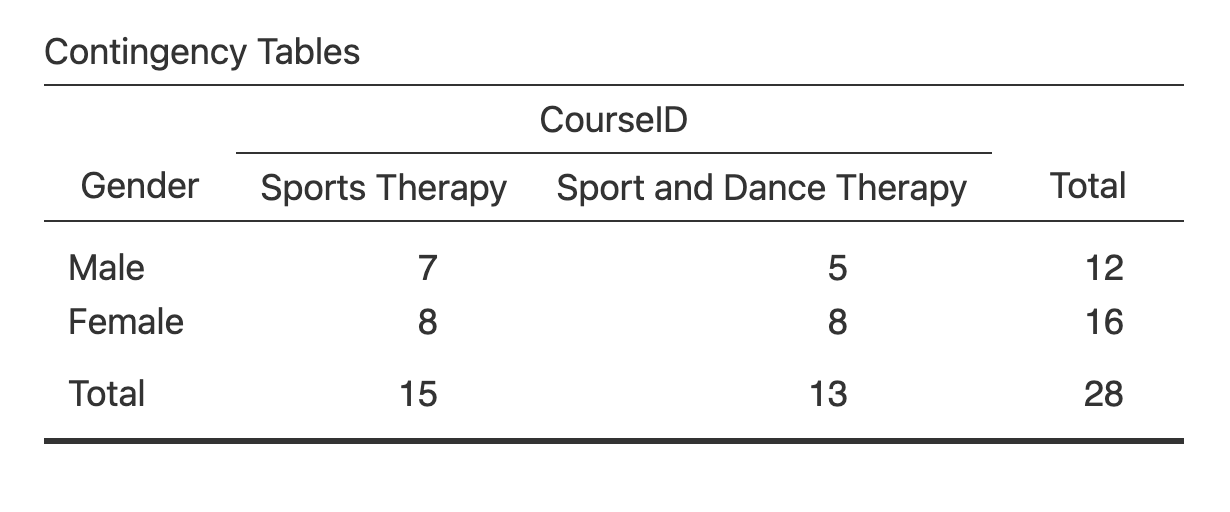 Contingency Tables
CourseID
Gender Sports Therapy Sport and Dance Therapy Total
Male 7 5 12
Female 8 8 16
Total 15 13 28